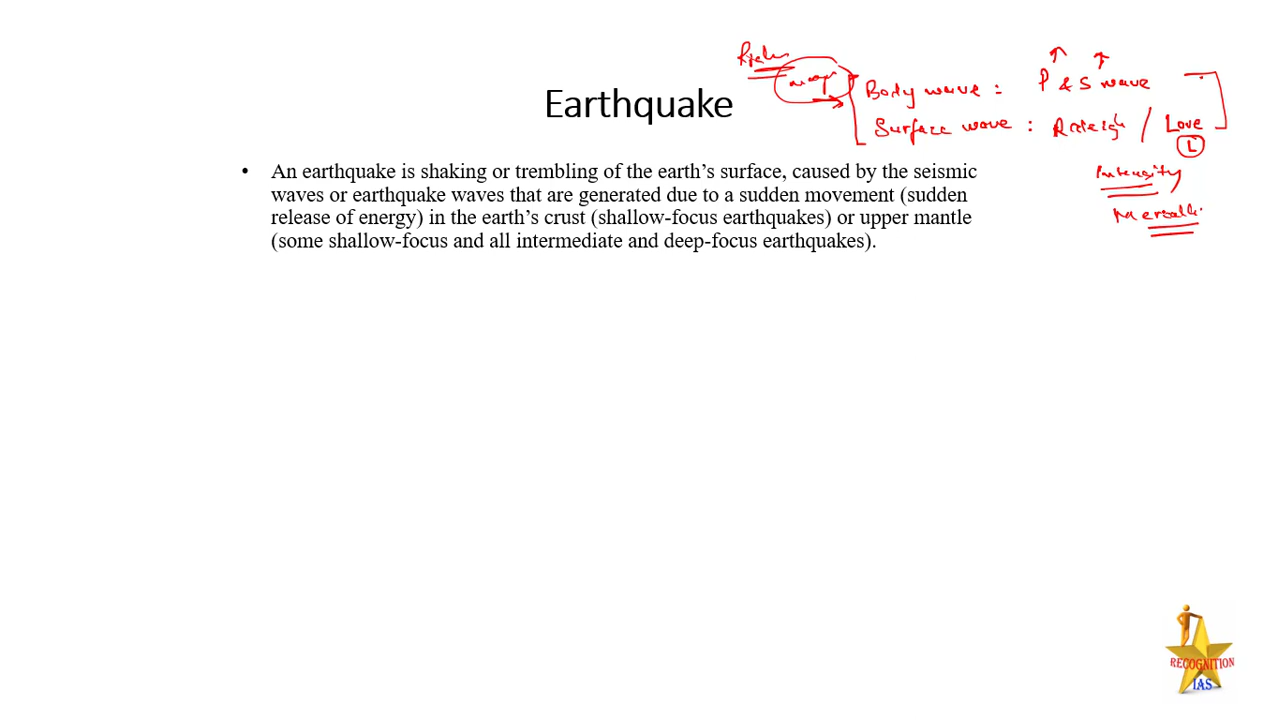 Richter
Body wave : P & S wave
Surface wave : Raleigh / Love
L
Intensity
Earthquake
• An earthquake is shaking or trembling of the earth's surface, caused by the seismic
waves or earthquake waves that are generated due to a sudden movement (sudden
release of energy) in the earth's crust (shallow-focus earthquakes) or upper mantle
(some shallow-focus and all intermediate and deep-focus earthquakes).
RECOGNITION
IAS